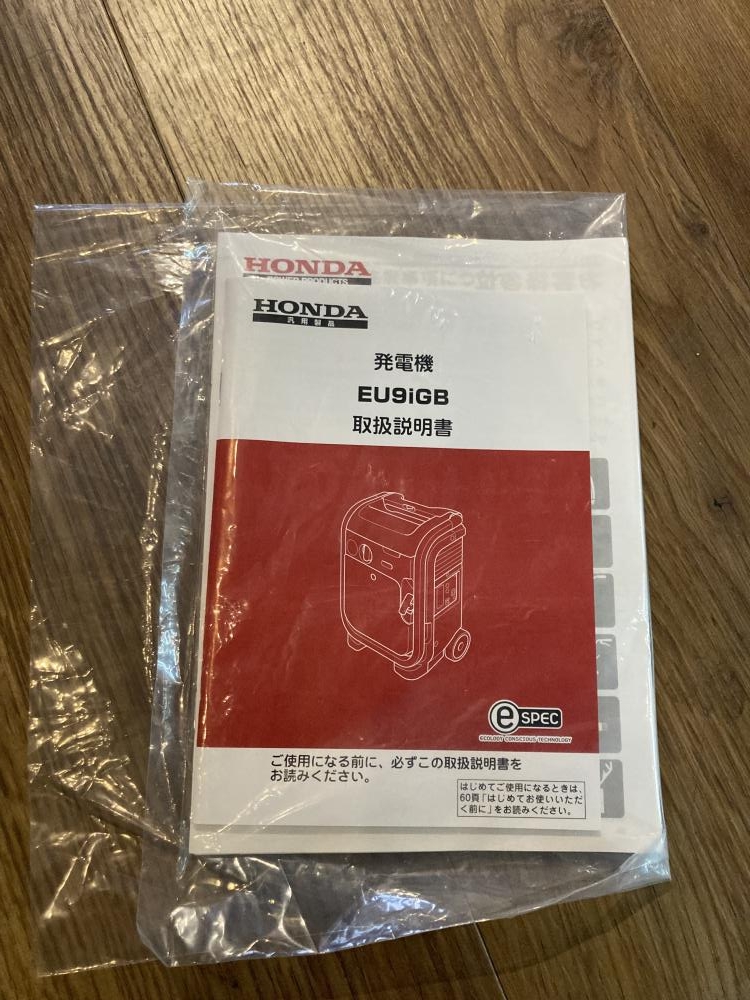 HONDA
POWER PRODUCTS
HONDA
汎用製品
発電機
EU9iGB
取扱説明書
e SPEC
ECOLOGY CONSCIOUS TECHNOLOGY
ご使用になる前に、必ずこの取扱説明書を
お読みください。
はじめてご使用になるときは、
60頁「はじめてお使いいただ
く前に」をお読みください。